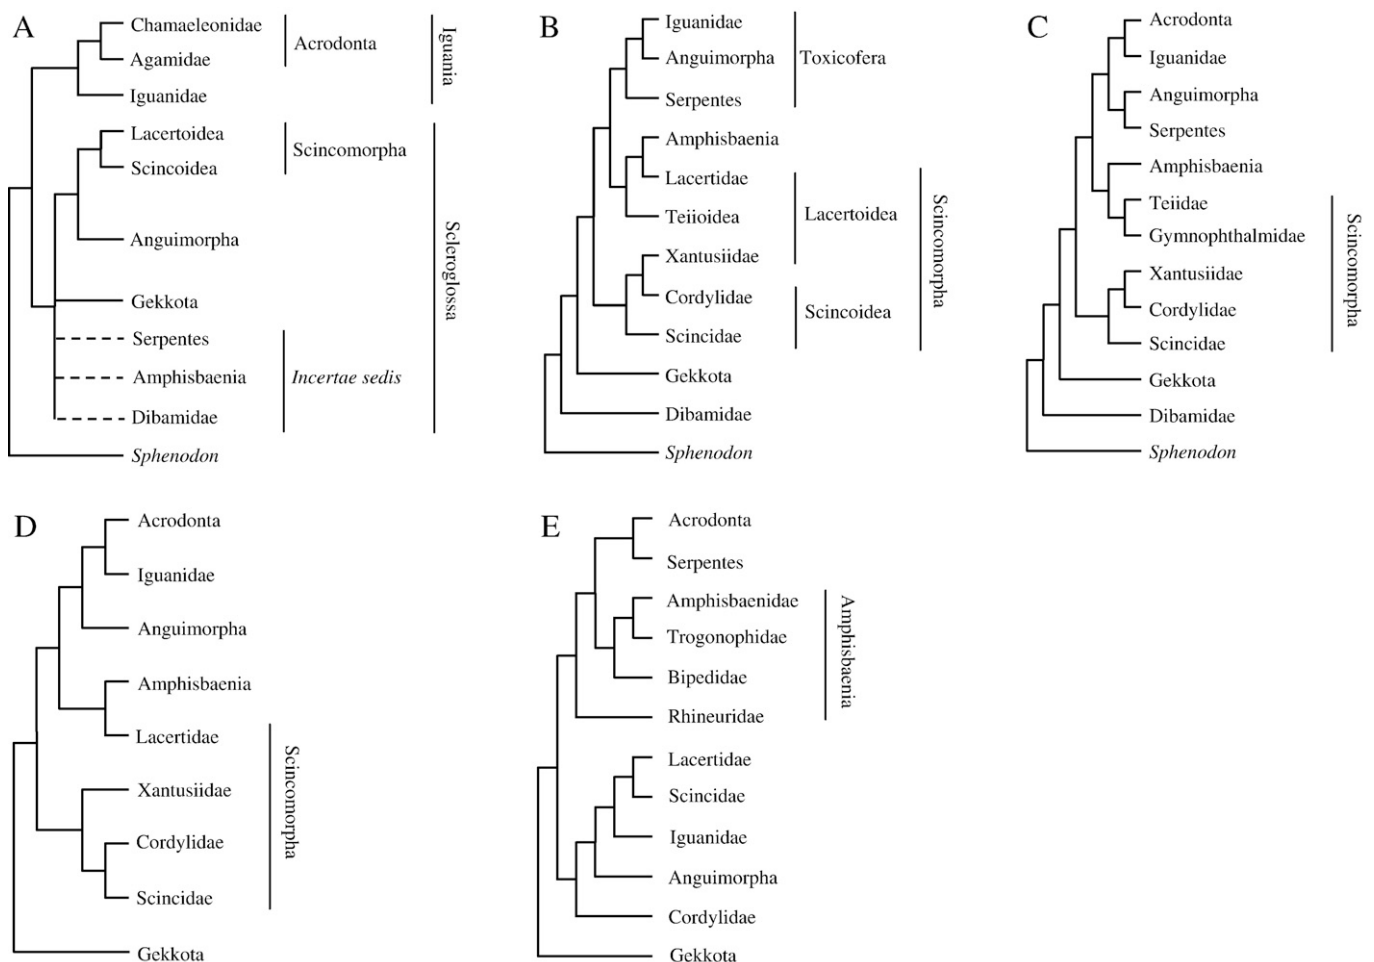 A
Chamaeleonidae
Agamidae
Iguanidae
Lacertoidea
Scincoidea
Anguimorpha
Gekkota
Serpentes
Amphisbaenia
Dibamidae
Sphenodon
Acrodonta
Scincomorpha
Incertae sedis
Iguania
Scleroglossa
B
Iguanidae
Anguimorpha
Serpentes
Amphisbaenia
Lacertidae
Teiioidea
Xantusiidae
Cordylidae
Scincidae
Gekkota
Dibamidae
Sphenodon
Toxicofera
Lacertoidea
Scincoidea
Scincomorpha
C
Acrodonta
Iguanidae
Anguimorpha
Serpentes
Amphisbaenia
Teiidae
Gymnophthalmidae
Xantusiidae
Cordylidae
Scincidae
Gekkota
Dibamidae
Sphenodon
Scincomorpha
D
Acrodonta
Iguanidae
Anguimorpha
Amphisbaenia
Lacertidae
Xantusiidae
Cordylidae
Scincidae
Gekkota
Scincomorpha
E
Acrodonta
Serpentes
Amphisbaenidae
Trogonophidae
Bipedidae
Rhineuridae
Lacertidae
Scincidae
Iguanidae
Anguimorpha
Cordylidae
Gekkota
Amphisbaenia